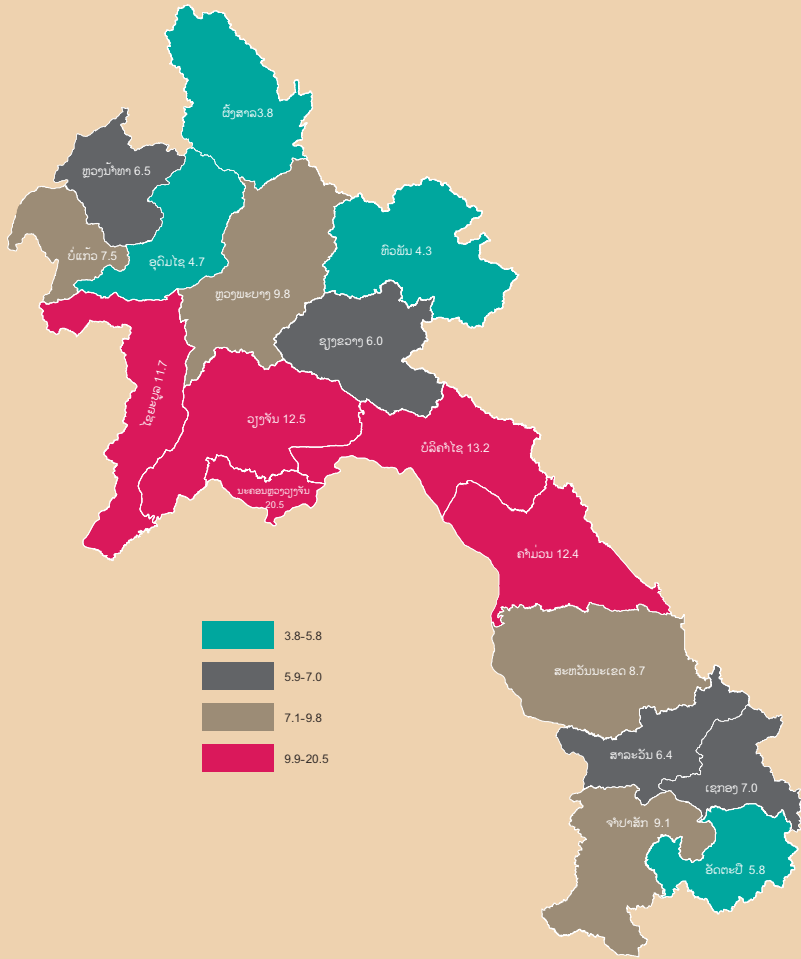 ຜົ້ງສາລ3.8
ຫຼວງນ້ຳທາ 6.5
ບໍ່ແກ້ວ 7.5
ອຸດົມໄຊ 4.7
ຫົວພັນ 4.3
ຫຼວງພະບາງ 9.8
ຊຽງຂວາງ 6.0
ໄຊຍະບູລ 11.7
ວຽງຈັນ 12.5
ບໍລິຄຳໄຊ 13.2
ນະຄອນຫຼວງວຽງຈັນ
20.5
ຄຳມ່ວນ 12.4
3.8-5.8
5.9-7.0
7.1-9.8
9.9-20.5
ສະຫວັນນະເຂດ 8.7
ສາລະວັນ 6.4
ເຊກອງ 7.0
ຈຳປາສັກ 9.1
ອັດຕະປື 5.8